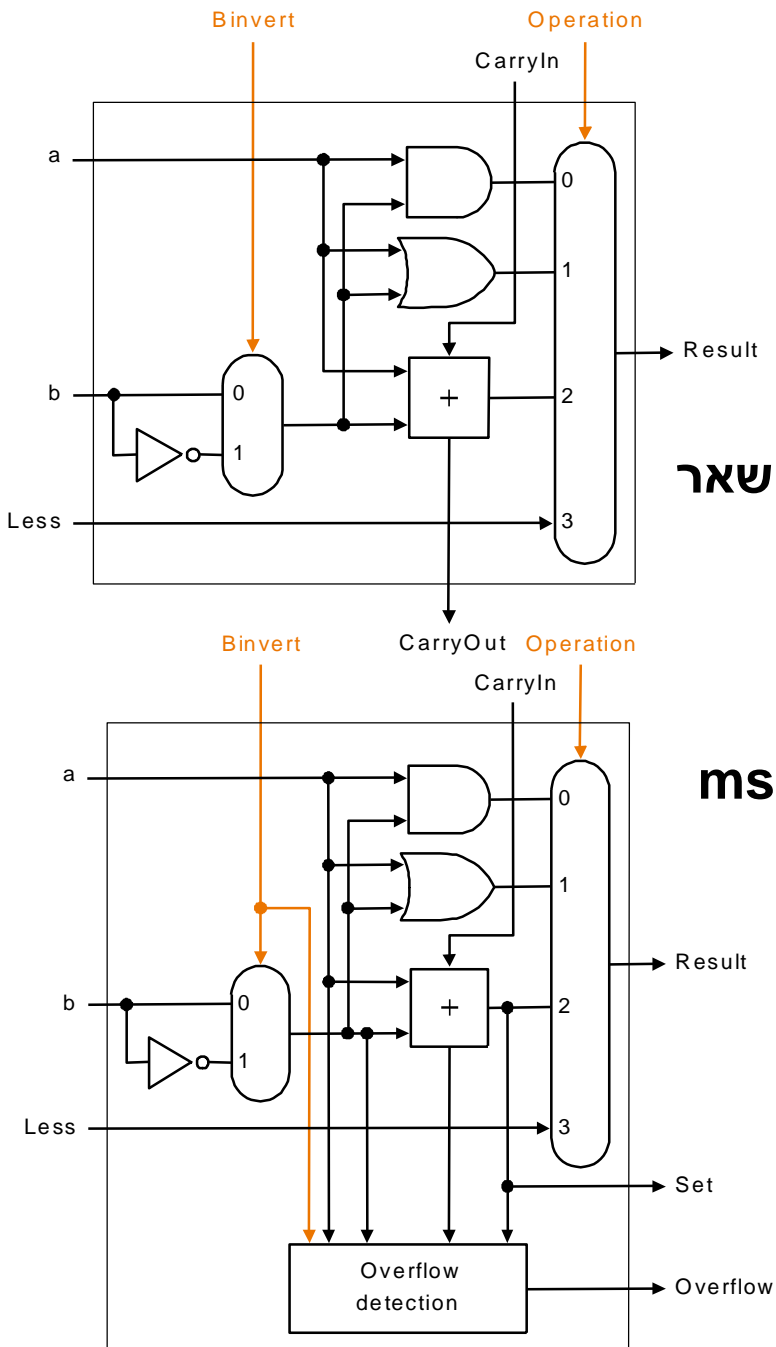 Binvert
Operation
CarryIn
a
0
1
Result
b
0
+
2
1
שאר
Less
3
CarryOut
Binvert
Operation
CarryIn
a
ms
0
1
Result
b
0
+
2
1
Less
3
Set
Overflow
detection
Overflow